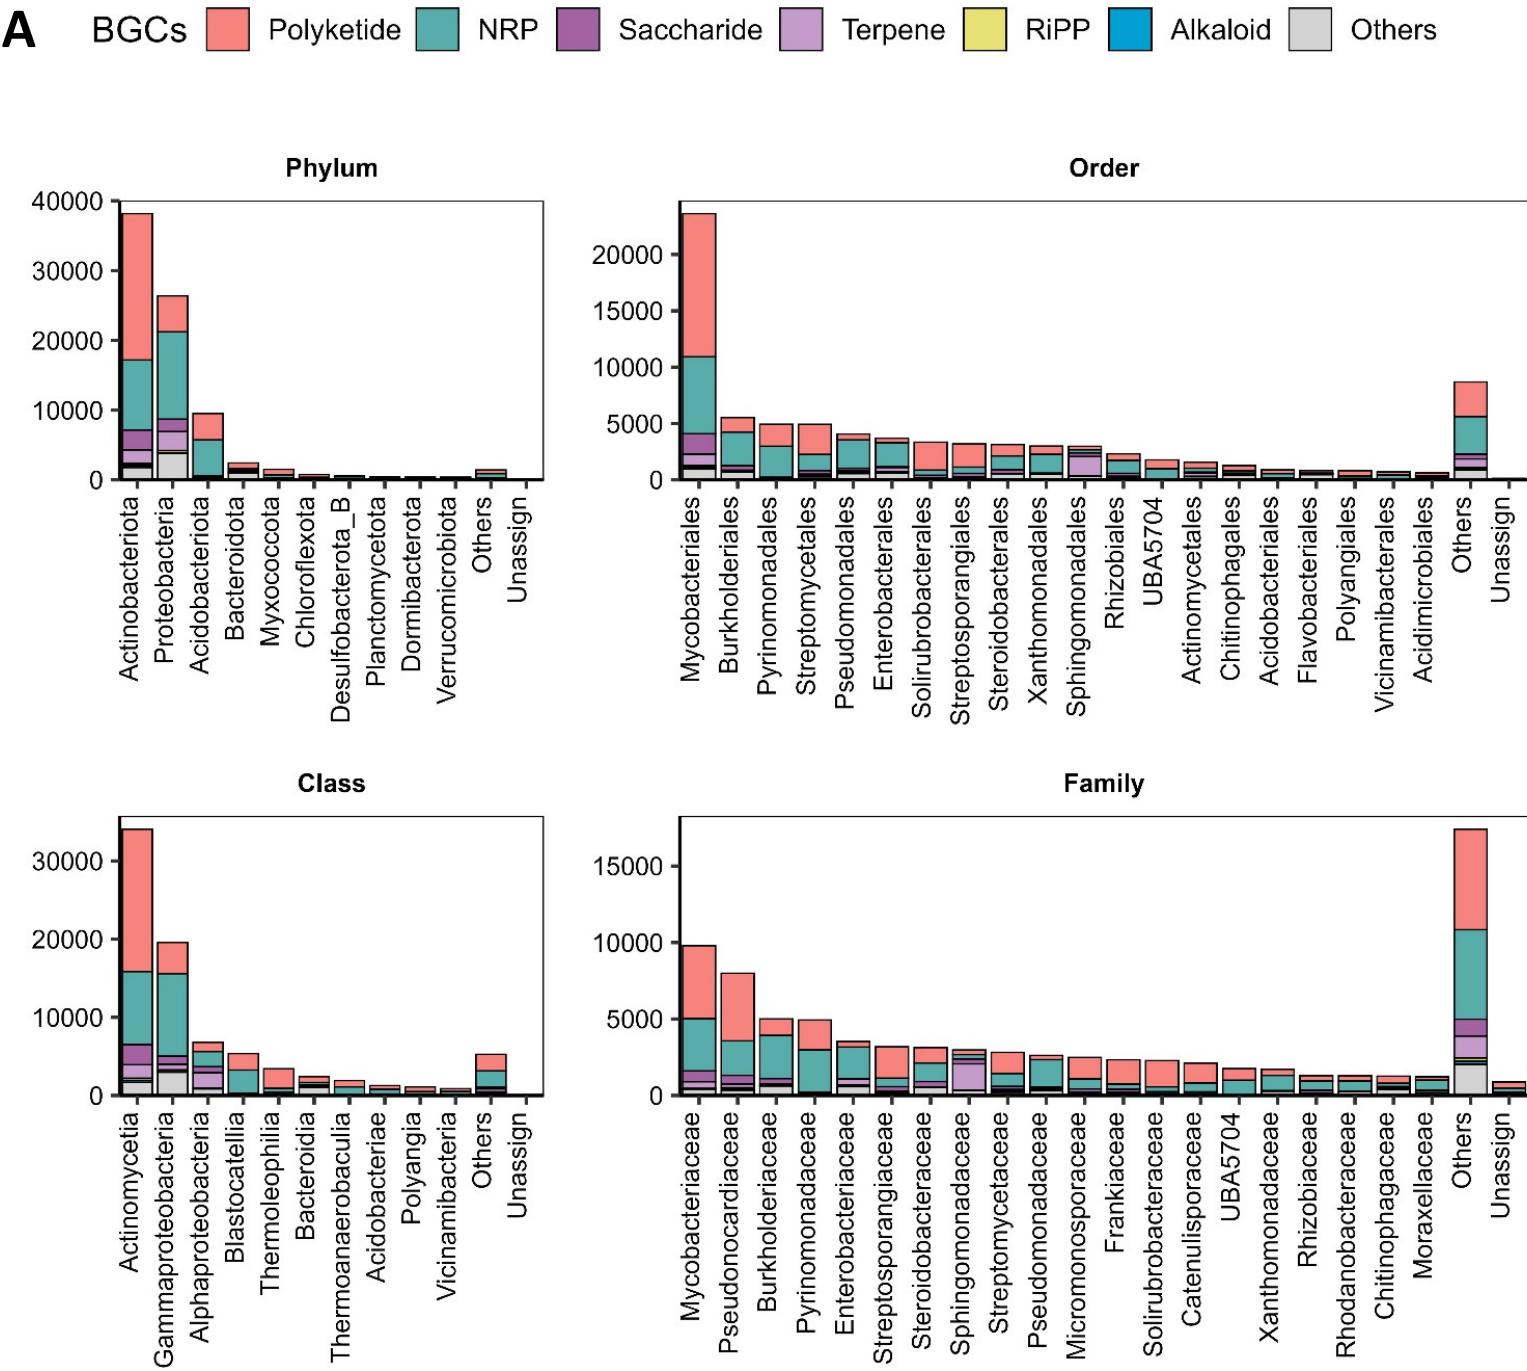 A
BGCs Polyketide NRP Saccharide Terpene RiPP Alkaloid Others
Phylum
40000
30000
20000
10000
0
Actinobacteriota
Proteobacteria
Acidobacteriota
Bacteroidota
Myxococcota
Chloroflexota
Desulfobacterota_B
Planctomycetota
Dormibacterota
Verrucomicrobiota
Others
Unassign
Order
20000
15000
10000
5000
0
Mycobacteriales
Burkholderiales
Pyrinomonadales
Streptomycetales
Pseudomonadales
Enterobacterales
Solirubrobacterales
Streptosporangiales
Steroidobacterales
Xanthomonadales
Sphingomonadales
Rhizobiales
UBA5704
Actinomycetales
Chitinophagales
Acidobacteriales
Flavobacteriales
Polyangiales
Vicinamibacterales
Acidimicrobiales
Others
Unassign
Class
30000
20000
10000
0
Actinomycetia
Gammaproteobacteria
Alphaproteobacteria
Blastocatellia
Thermoleophilia
Bacteroidia
Thermoanaerobaculia
Acidobacteriae
Polyangia
Vicinamibacteria
Others
Unassign
Family
15000
10000
5000
0
Mycobacteriaceae
Pseudonocardiaceae
Burkholderiaceae
Pyrinomonadaceae
Enterobacteriaceae
Streptosporangiaceae
Steroidobacteraceae
Sphingomonadaceae
Streptomycetaceae
Pseudomonadaceae
Micromonosporaceae
Frankiaceae
Solirubrobacteraceae
Catenulisporaceae
UBA5704
Xanthomonadaceae
Rhizobiaceae
Rhodanobacteraceae
Chitinophagaceae
Moraxellaceae
Others
Unassign